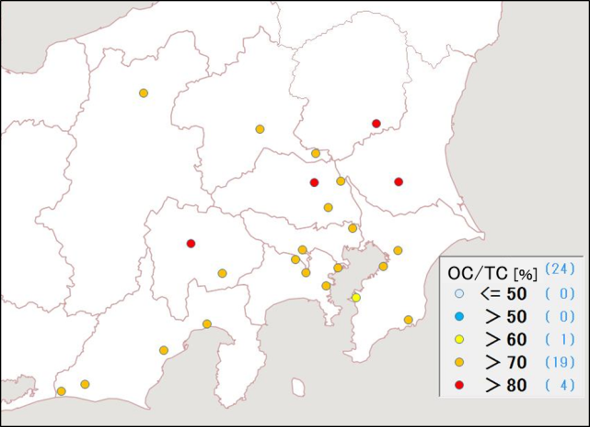 OC/TC [%] (24)
<= 50 ( 0)
> 50 ( 0)
> 60 ( 1)
> 70 (19)
> 80 ( 4)